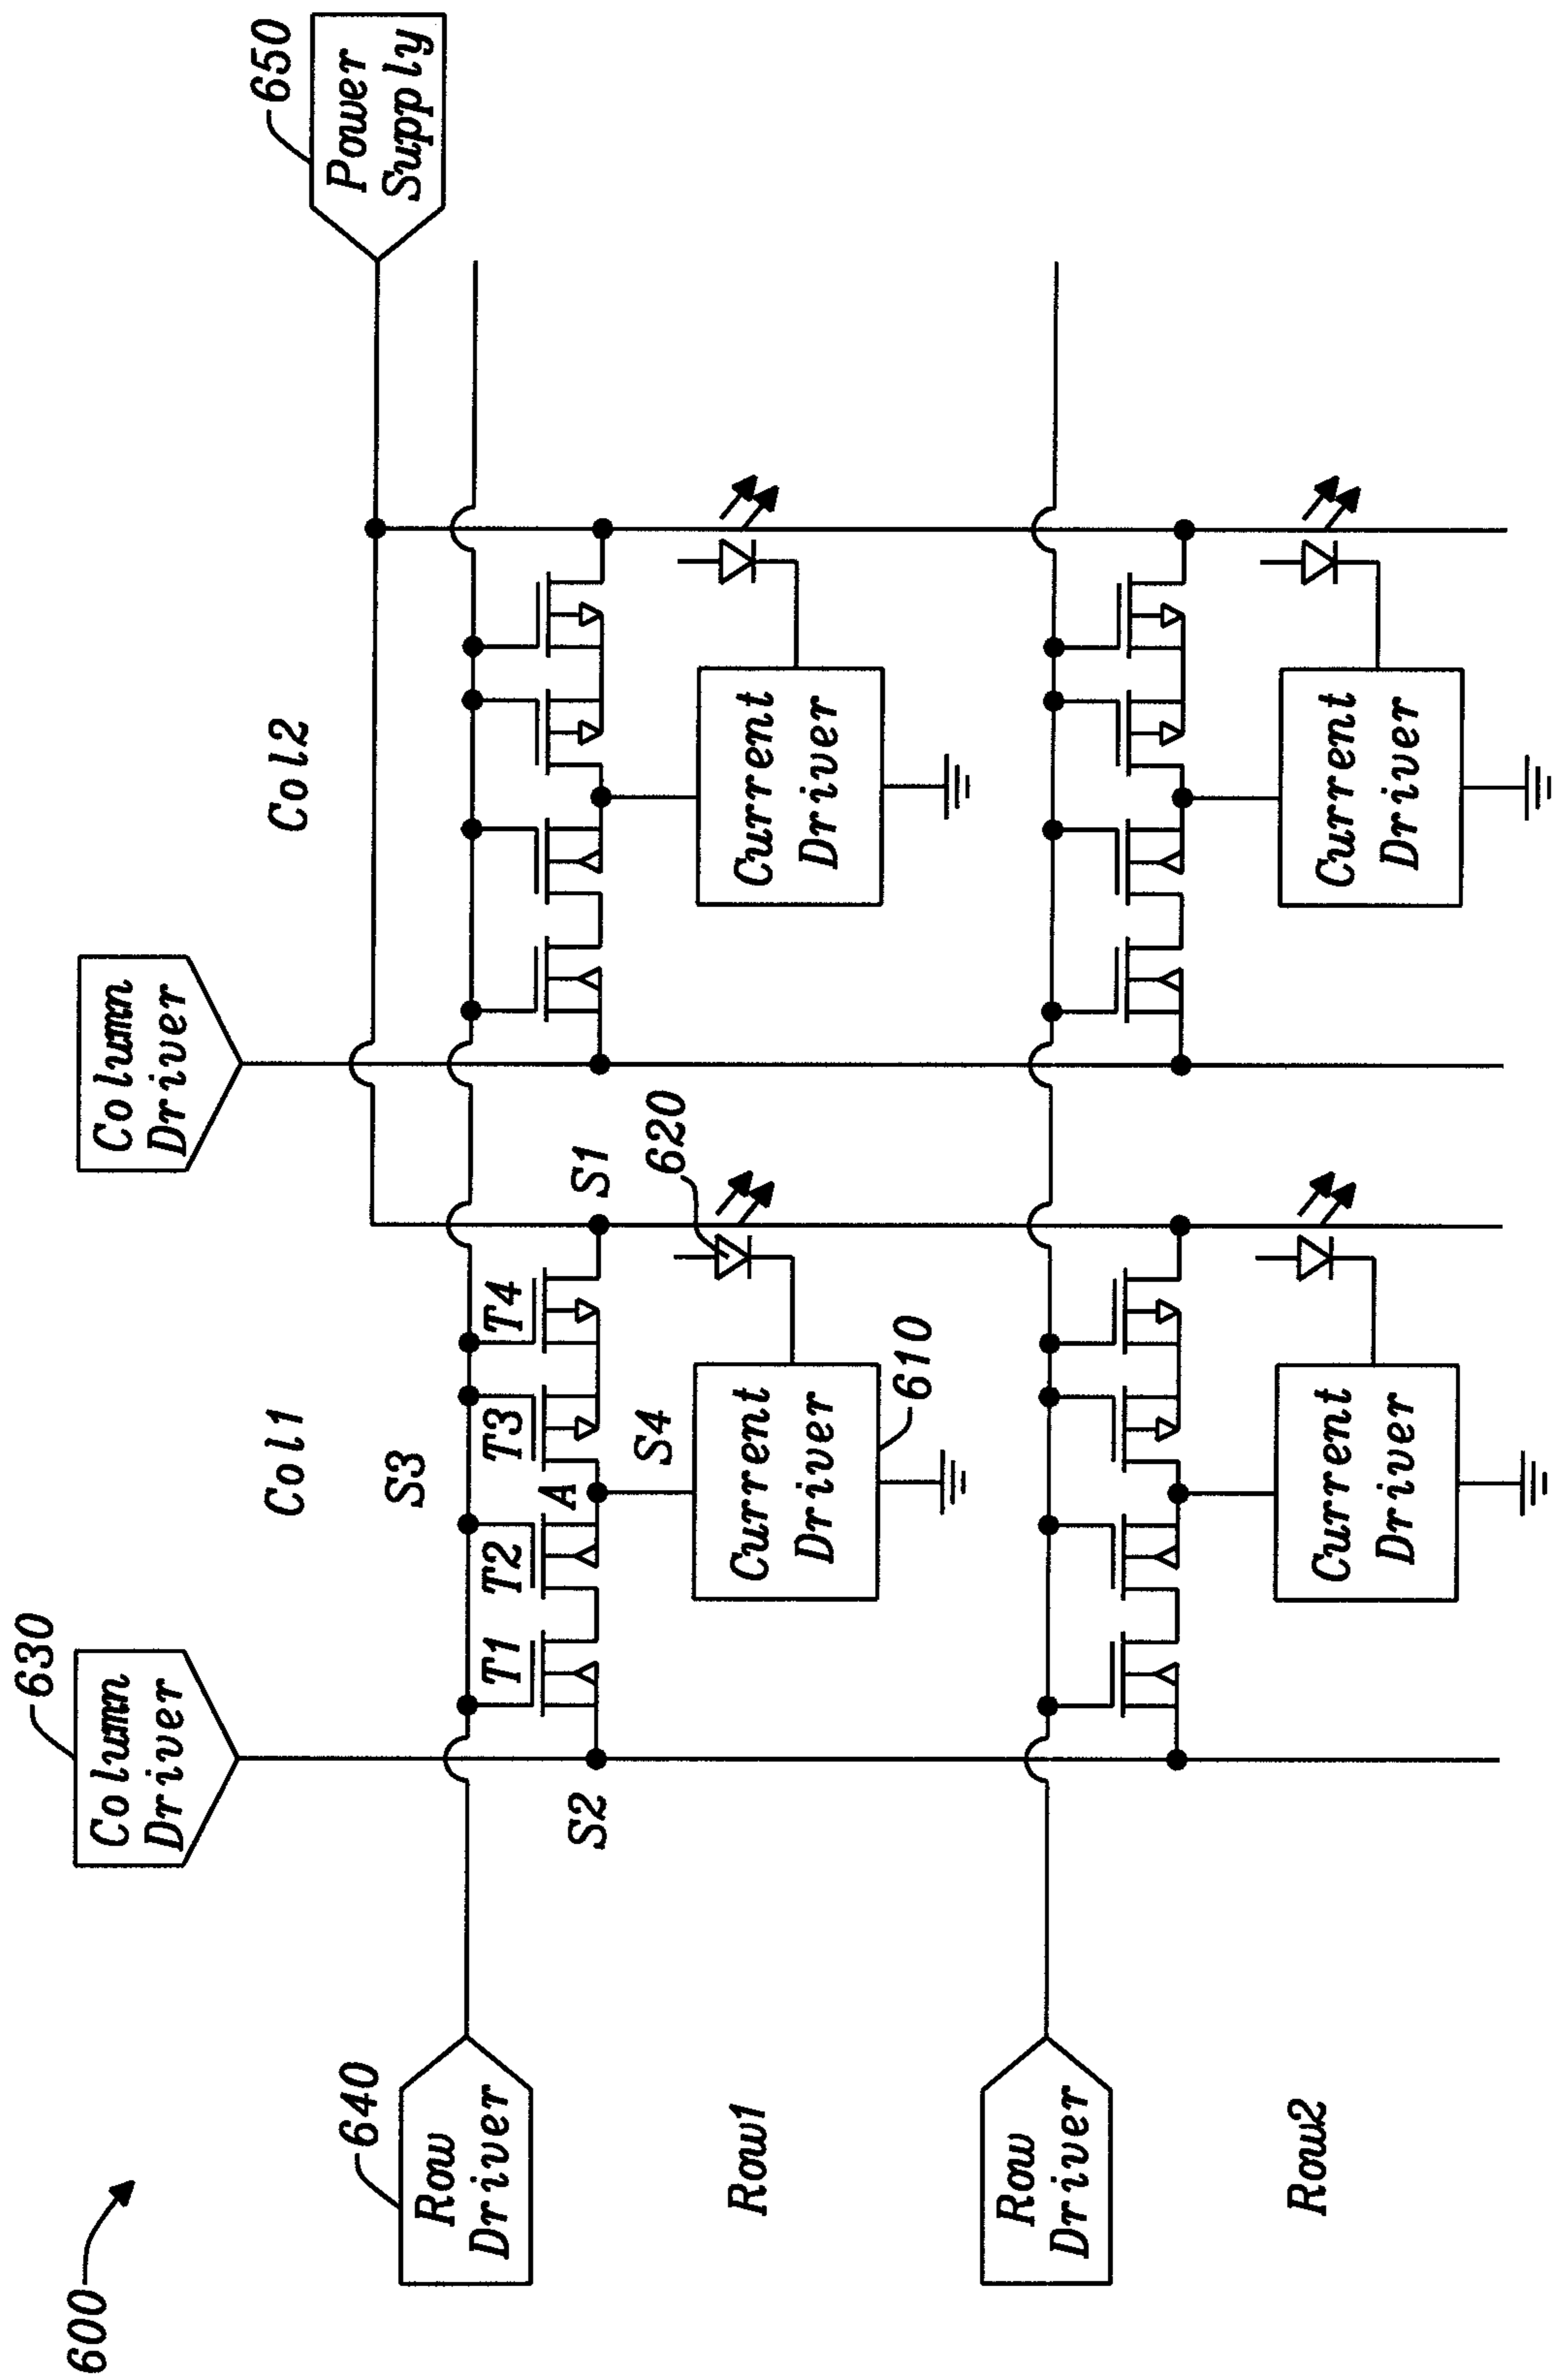 600
630
Column
Driver
Column
Driver
650
Power
Supply
Col1
Col2
640
Row
Driver
S3
T1
T2
T3
T4
A
S2
S1
S4
620
Current
Driver
610
Current
Driver
Row1
Row
Driver
Current
Driver
Current
Driver
Row2